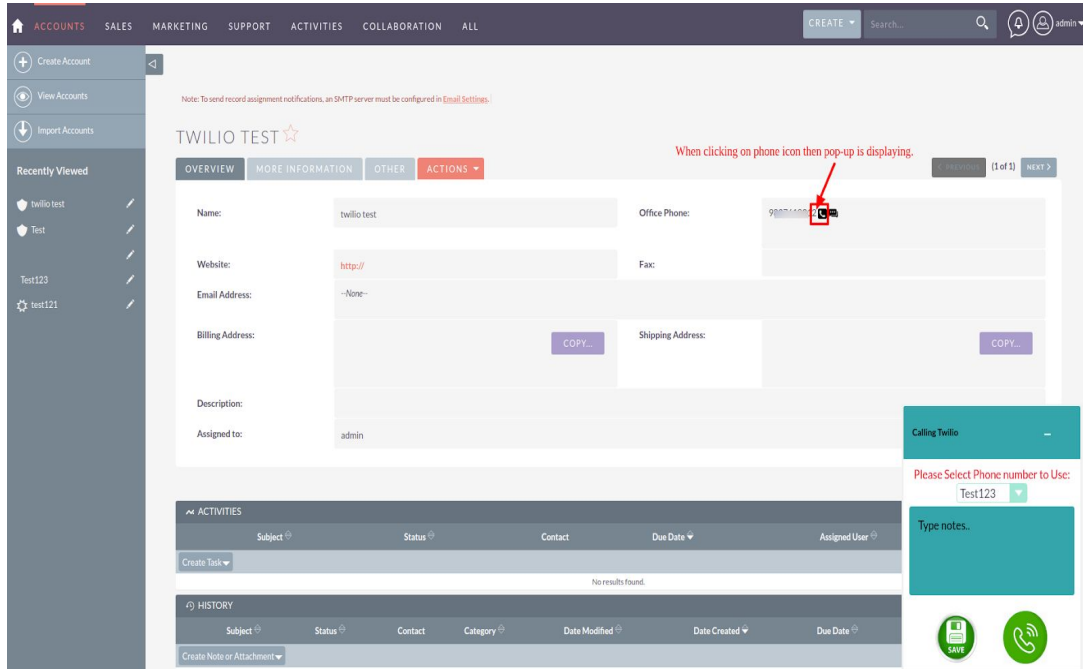 ACCOUNTS SALES MARKETING SUPPORT ACTIVITIES COLLABORATION ALL CREATE Search... admin
Create Account
View Accounts
Import Accounts
Recently Viewed
twilio test
Test
Test123
test121
Note: To send record assignment notifications, an SMTP server must be configured in Email Settings.
TWILIO TEST
When clicking on phone icon then pop-up is displaying.
OVERVIEW MORE INFORMATION OTHER ACTIONS < PREVIOUS (1 of 1) NEXT >
Name: twilio test Office Phone:
Website: http:// Fax:
Email Address: --None--
Billing Address: COPY... Shipping Address: COPY...
Description:
Assigned to: admin
ACTIVITIES
Subject Status Contact Due Date Assigned User
Create Task
No results found.
HISTORY
Subject Status Contact Category Date Modified Date Created Due Date
Create Note or Attachment
Calling Twilio –
Please Select Phone number to Use:
Test123
Type notes..
SAVE